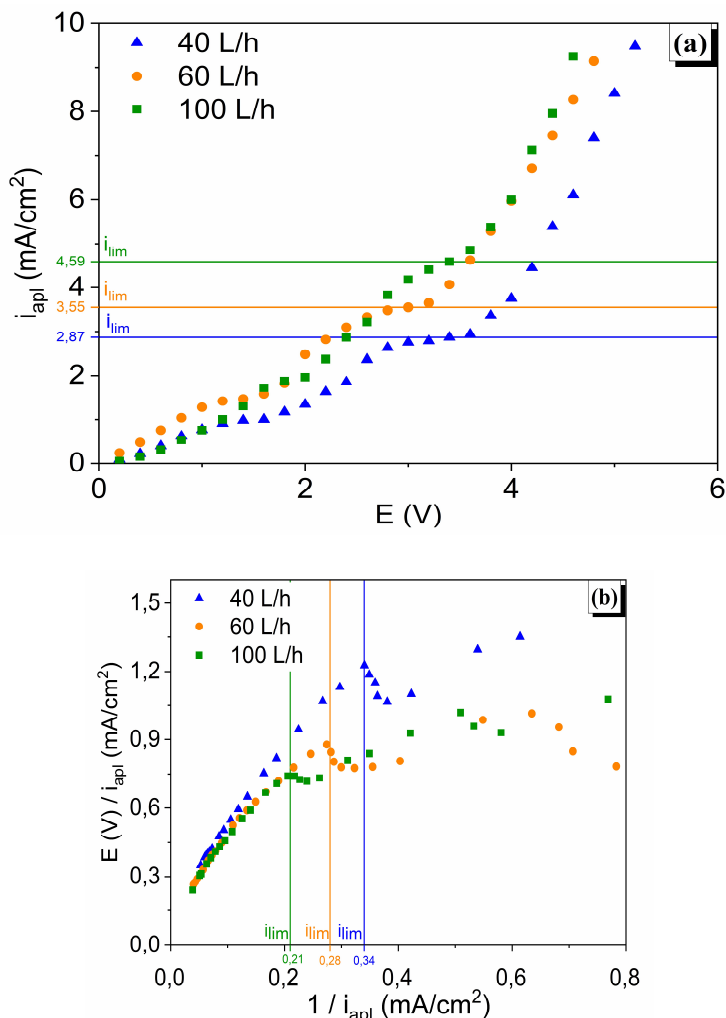 (a)
40 L/h
60 L/h
100 L/h
10
8
6
4
2
0
i_apl (mA/cm²)
i_lim
4,59
i_lim
3,55
i_lim
2,87
0 2 4 6
E (V)
(b)
40 L/h
60 L/h
100 L/h
1,5
1,2
0,9
0,6
0,3
0,0
E (V) / i_apl (mA/cm²)
i_lim i_lim i_lim
0,21 0,28 0,34
0,0 0,2 0,4 0,6 0,8
1 / i_apl (mA/cm²)